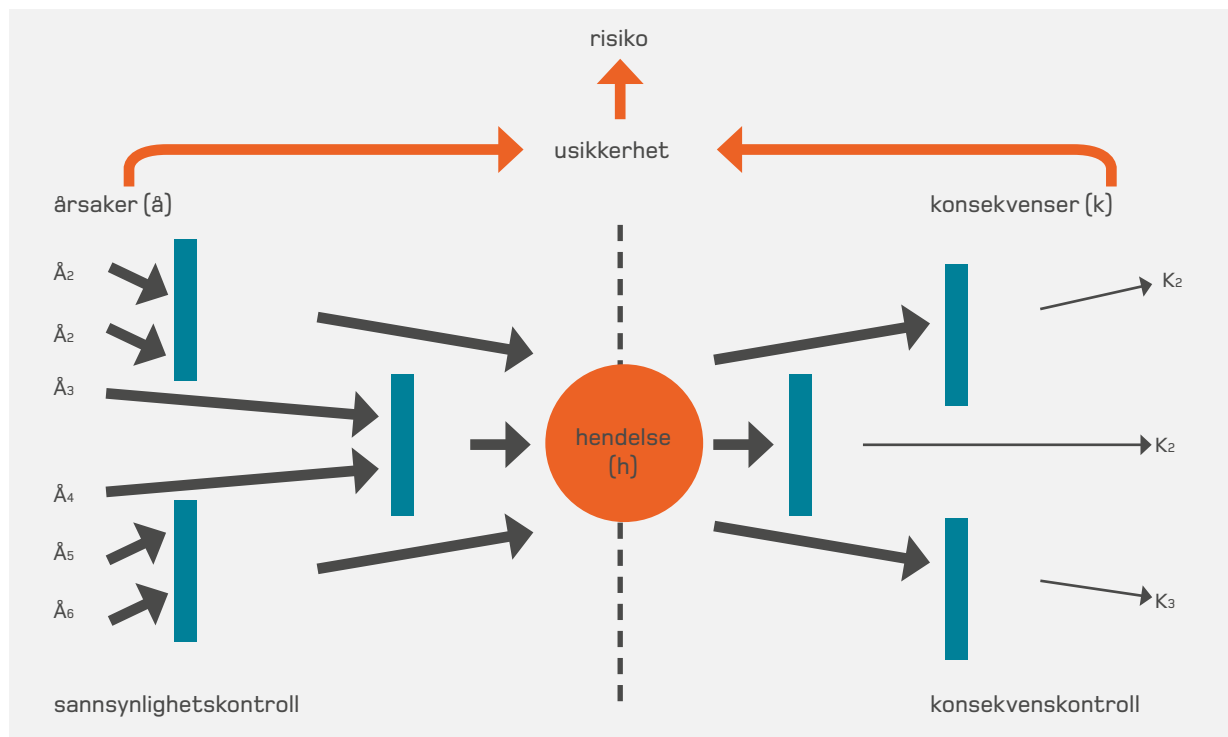 risiko
usikkerhet
årsaker (å)
konsekvenser (k)
Å2
Å2
Å3
Å4
Å5
Å6
hendelse
(h)
K2
K2
K3
sannsynlighetskontroll
konsekvenskontroll